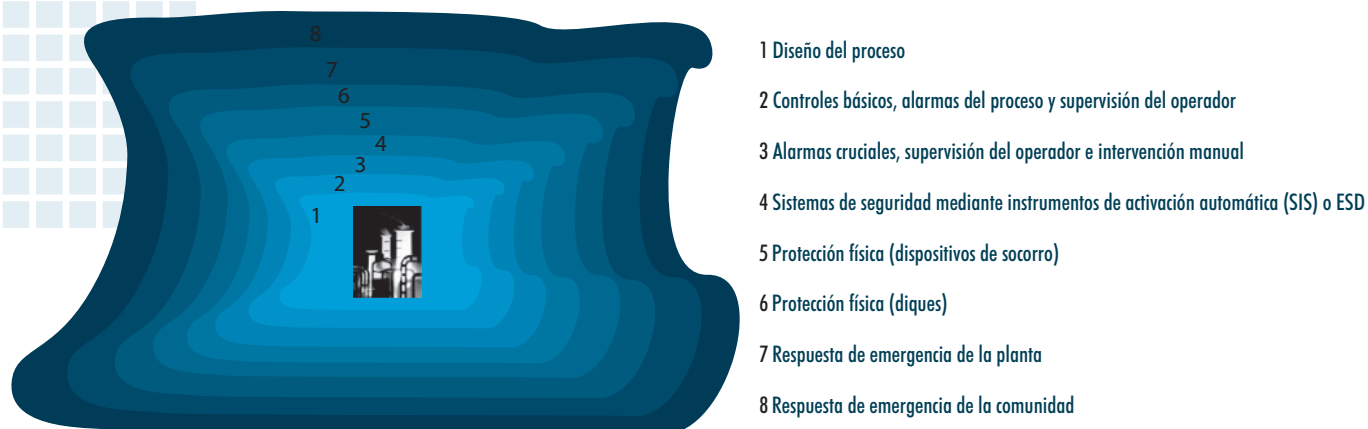 8
7
6
5
4
3
2
1
1 Diseño del proceso
2 Controles básicos, alarmas del proceso y supervisión del operador
3 Alarmas cruciales, supervisión del operador e intervención manual
4 Sistemas de seguridad mediante instrumentos de activación automática (SIS) o ESD
5 Protección física (dispositivos de socorro)
6 Protección física (diques)
7 Respuesta de emergencia de la planta
8 Respuesta de emergencia de la comunidad